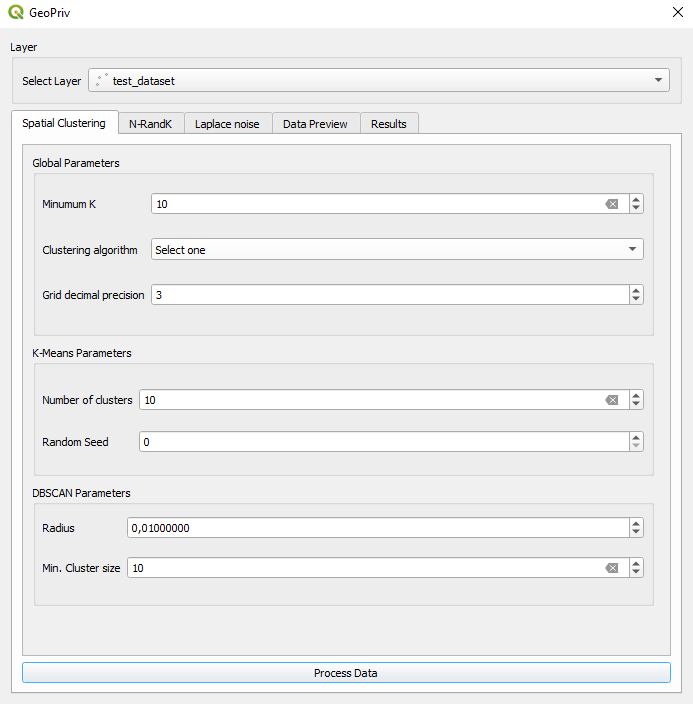 GeoPriv
Layer
Select Layer test_dataset
Spatial Clustering N-RandK Laplace noise Data Preview Results
Global Parameters
Minumum K 10
Clustering algorithm Select one
Grid decimal precision 3
K-Means Parameters
Number of clusters 10
Random Seed 0
DBSCAN Parameters
Radius 0,01000000
Min. Cluster size 10
Process Data